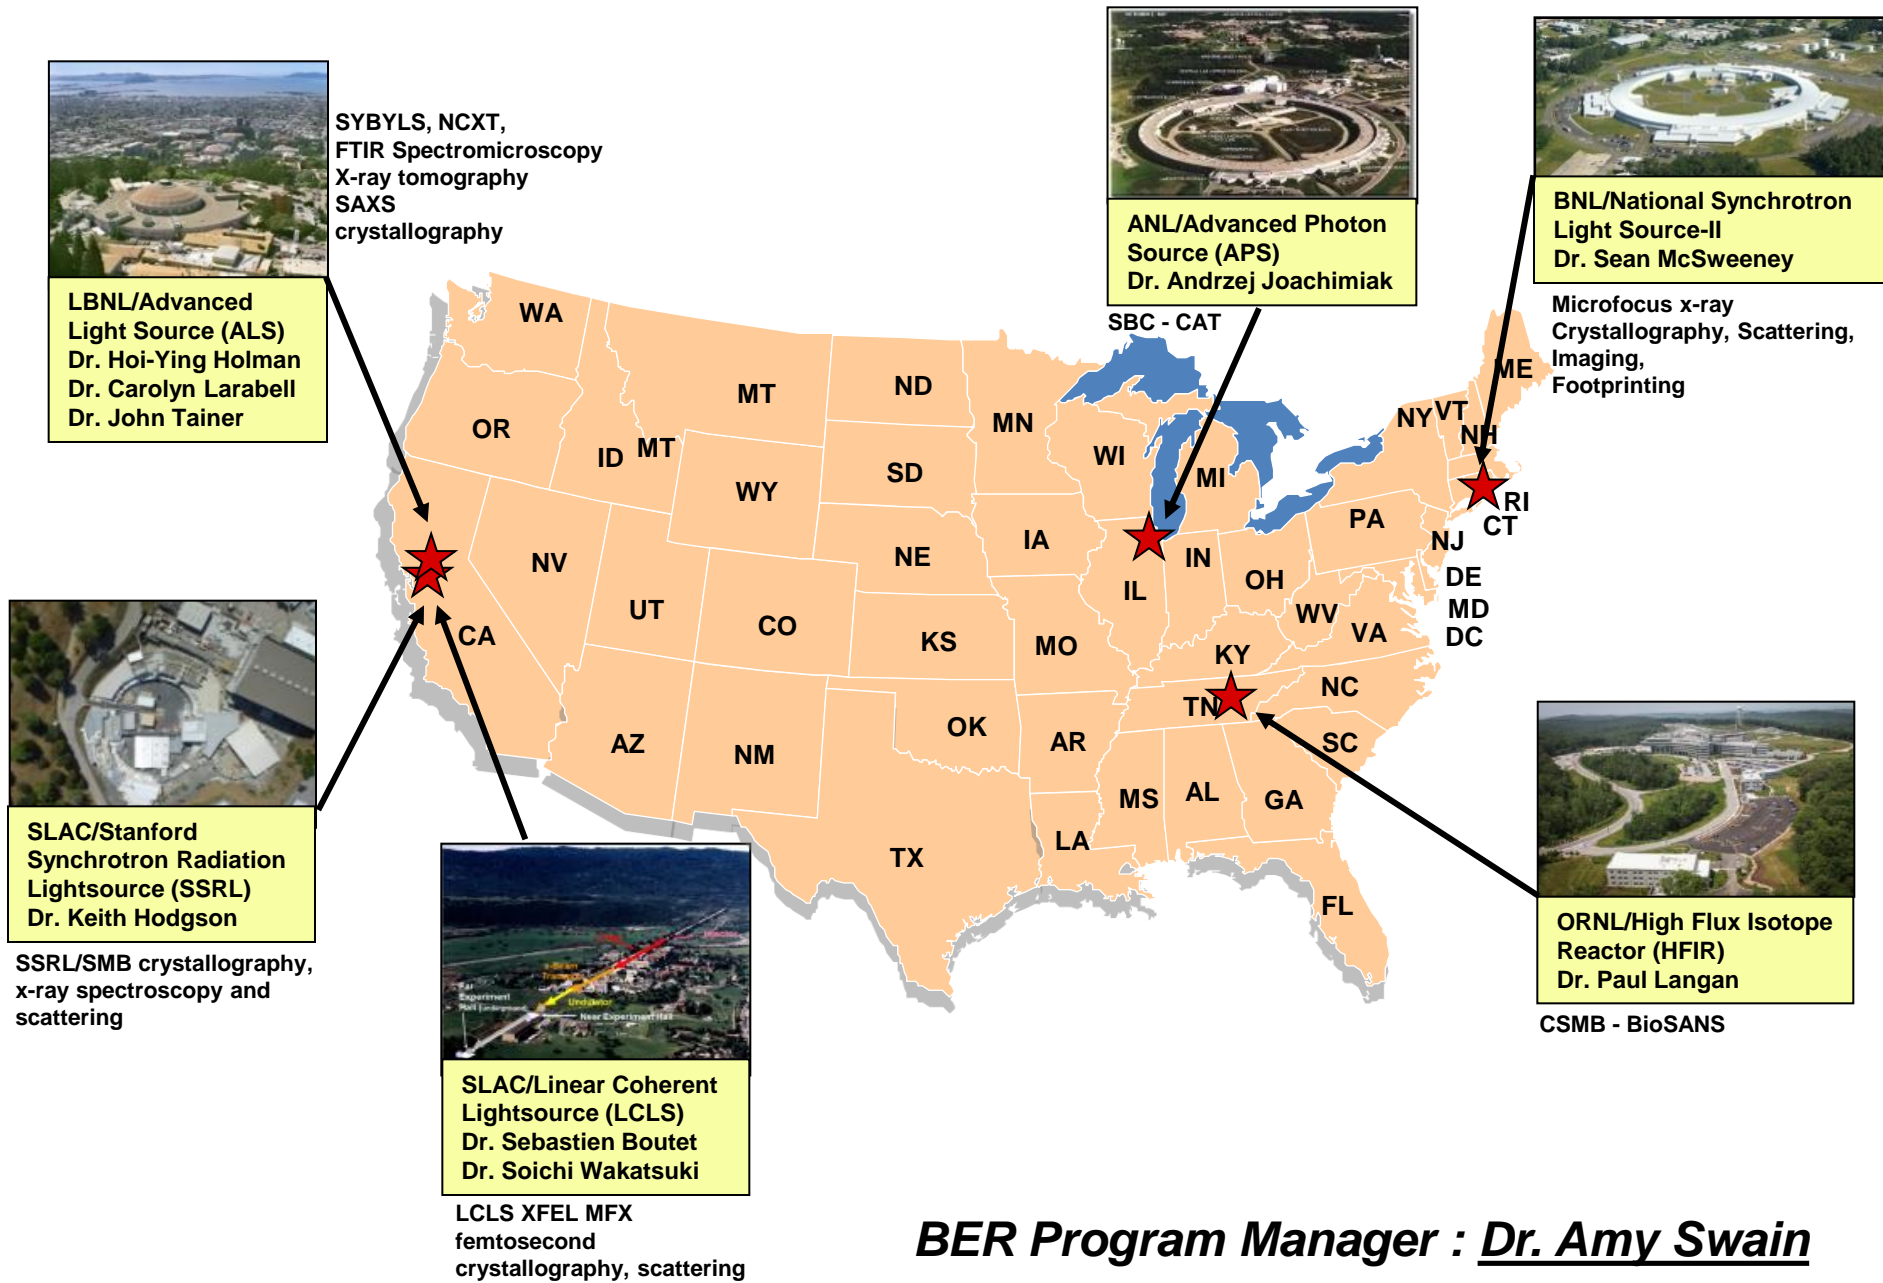 SYBYLS, NCXT,
FTIR Spectromicroscopy
X-ray tomography
SAXS
crystallography
LBNL/Advanced
Light Source (ALS)
Dr. Hoi-Ying Holman
Dr. Carolyn Larabell
Dr. John Tainer
ANL/Advanced Photon
Source (APS)
Dr. Andrzej Joachimiak
SBC - CAT
BNL/National Synchrotron
Light Source-II
Dr. Sean McSweeney
Microfocus x-ray
Crystallography, Scattering,
Imaging,
Footprinting
WA
OR
ID
MT
MT
ND
SD
WY
MN
WI
MI
NY
VT
NH
ME
RI
CT
PA
NJ
DE
MD
DC
NV
UT
CA
CO
NE
IA
KS
MO
IL
IN
OH
WV
VA
KY
TN
NC
SC
AZ
NM
OK
AR
TX
LA
MS
AL
GA
FL
SLAC/Stanford
Synchrotron Radiation
Lightsource (SSRL)
Dr. Keith Hodgson
SSRL/SMB crystallography,
x-ray spectroscopy and
scattering
Far
Experiment
Hall
Undulator
Near Experiment Hall
SLAC/Linear Coherent
Lightsource (LCLS)
Dr. Sebastien Boutet
Dr. Soichi Wakatsuki
LCLS XFEL MFX
femtosecond
crystallography, scattering
ORNL/High Flux Isotope
Reactor (HFIR)
Dr. Paul Langan
CSMB - BioSANS
BER Program Manager : Dr. Amy Swain